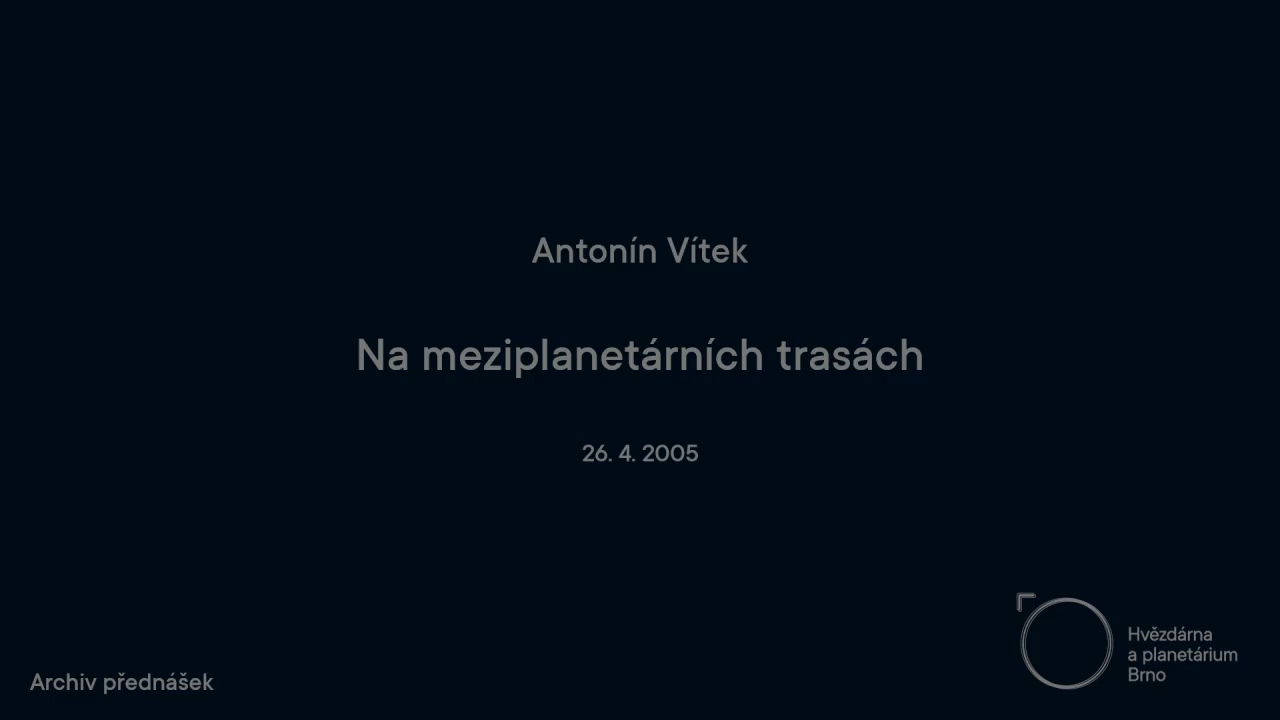 Antonín Vítek
Na meziplanetárních trasách
26. 4. 2005
Hvězdárna
a planetárium
Brno
Archiv přednášek